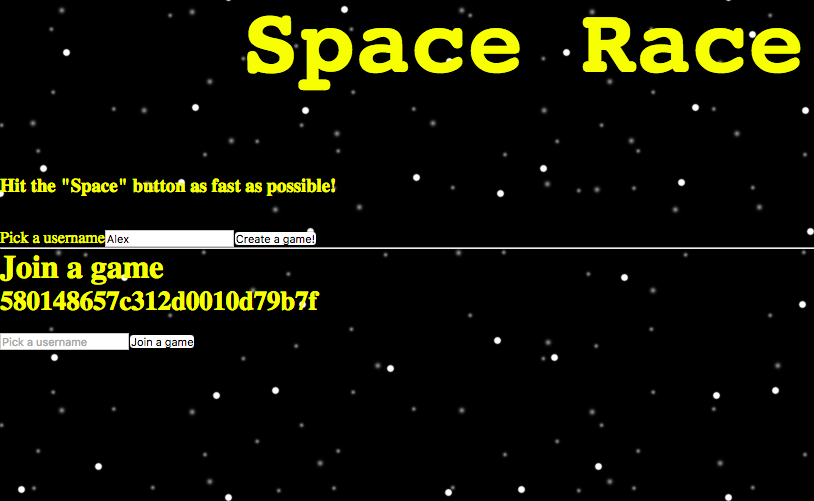 Space Race
Hit the "Space" button as fast as possible!
Pick a username Alex Create a game!
Join a game
580148657c312d0010d79b7f
Pick a username Join a game